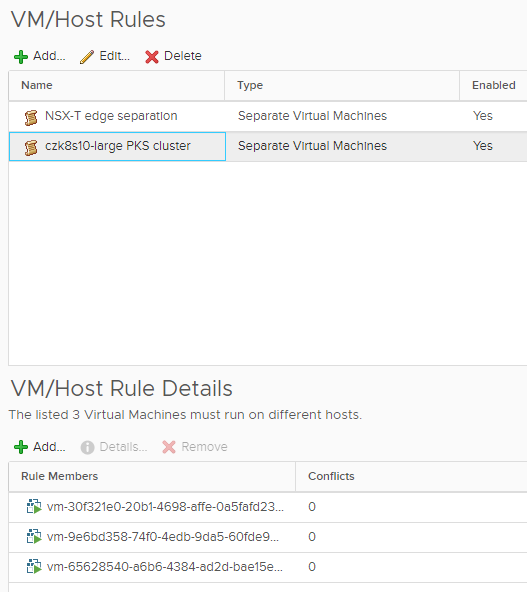 VM/Host Rules
Add... Edit... Delete
Name Type Enabled
NSX-T edge separation Separate Virtual Machines Yes
czk8s10-large PKS cluster Separate Virtual Machines Yes
VM/Host Rule Details
The listed 3 Virtual Machines must run on different hosts.
Add... Details... Remove
Rule Members Conflicts
vm-30f321e0-20b1-4698-affe-0a5fafd23... 0
vm-9e6bd358-74f0-4edb-9da5-60fde9... 0
vm-65628540-a6b6-4384-ad2d-bae15e... 0